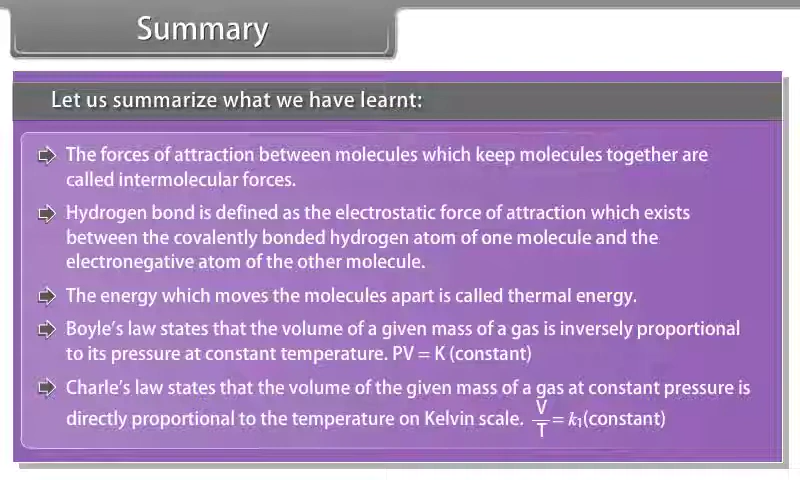 Summary
Let us summarize what we have learnt:
The forces of attraction between molecules which keep molecules together are
called intermolecular forces.
Hydrogen bond is defined as the electrostatic force of attraction which exists
between the covalently bonded hydrogen atom of one molecule and the
electronegative atom of the other molecule.
The energy which moves the molecules apart is called thermal energy.
Boyle's law states that the volume of a given mass of a gas is inversely proportional
to its pressure at constant temperature. PV = K (constant)
Charle's law states that the volume of the given mass of a gas at constant pressure is
directly proportional to the temperature on Kelvin scale. V/T = k₁(constant)